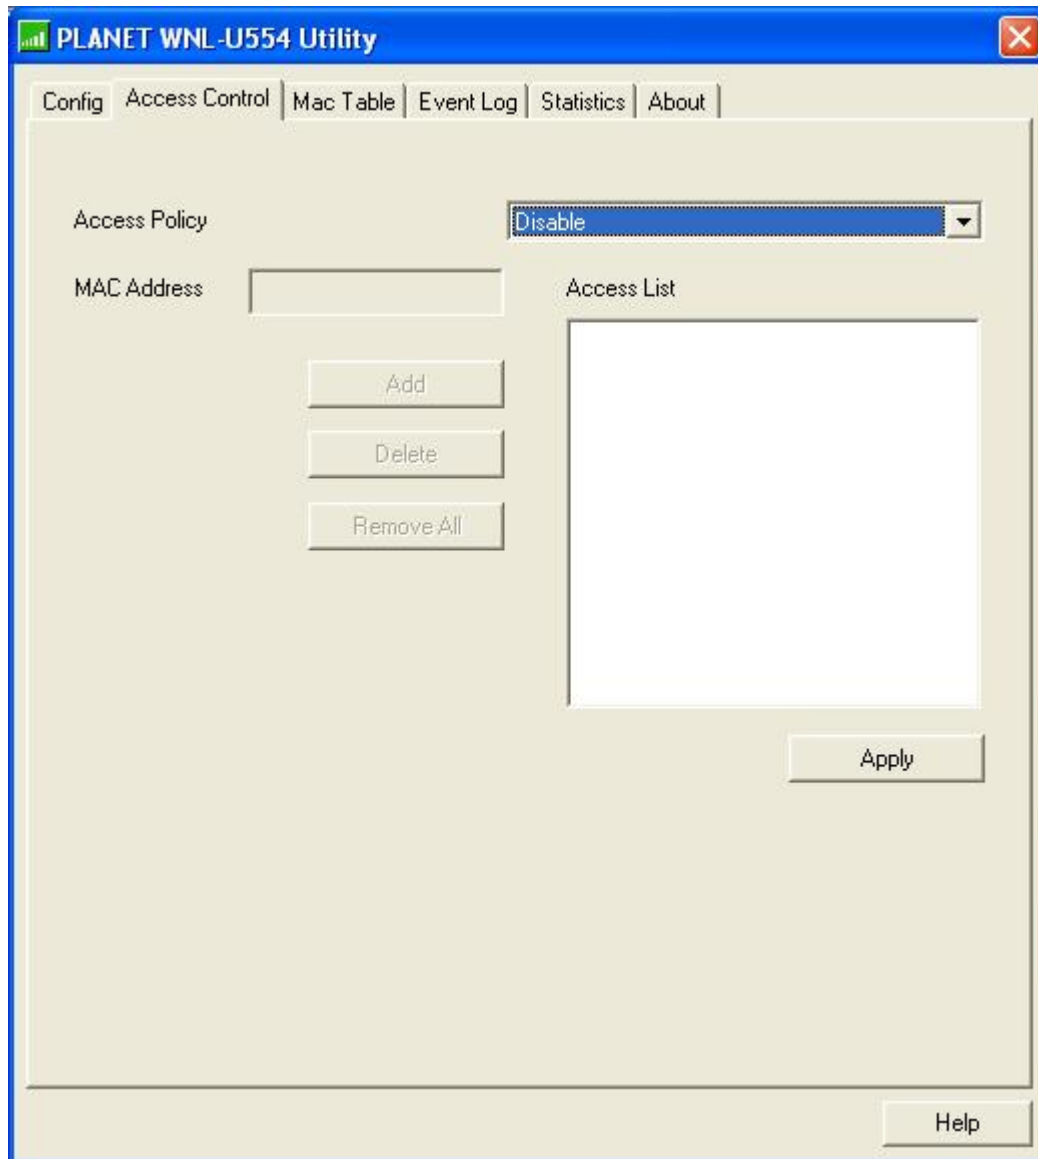 PLANET WNL-U554 Utility
Config Access Control Mac Table Event Log Statistics About
Access Policy Disable
MAC Address Access List
Add
Delete
Remove All
Apply
Help